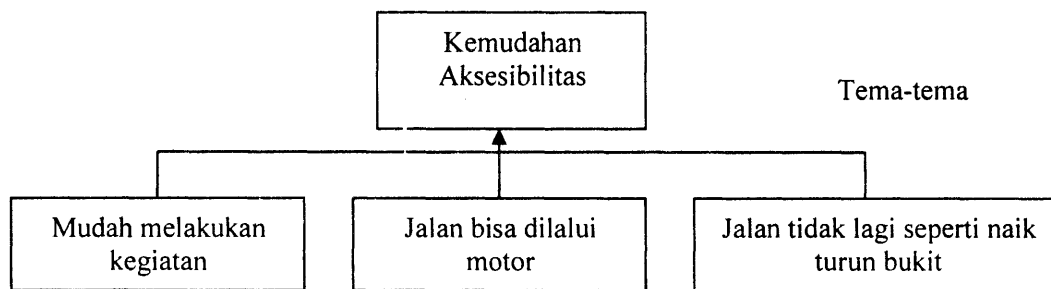 Kemudahan
Aksesibilitas
Tema-tema
Mudah melakukan
kegiatan
Jalan bisa dilalui
motor
Jalan tidak lagi seperti naik
turun bukit